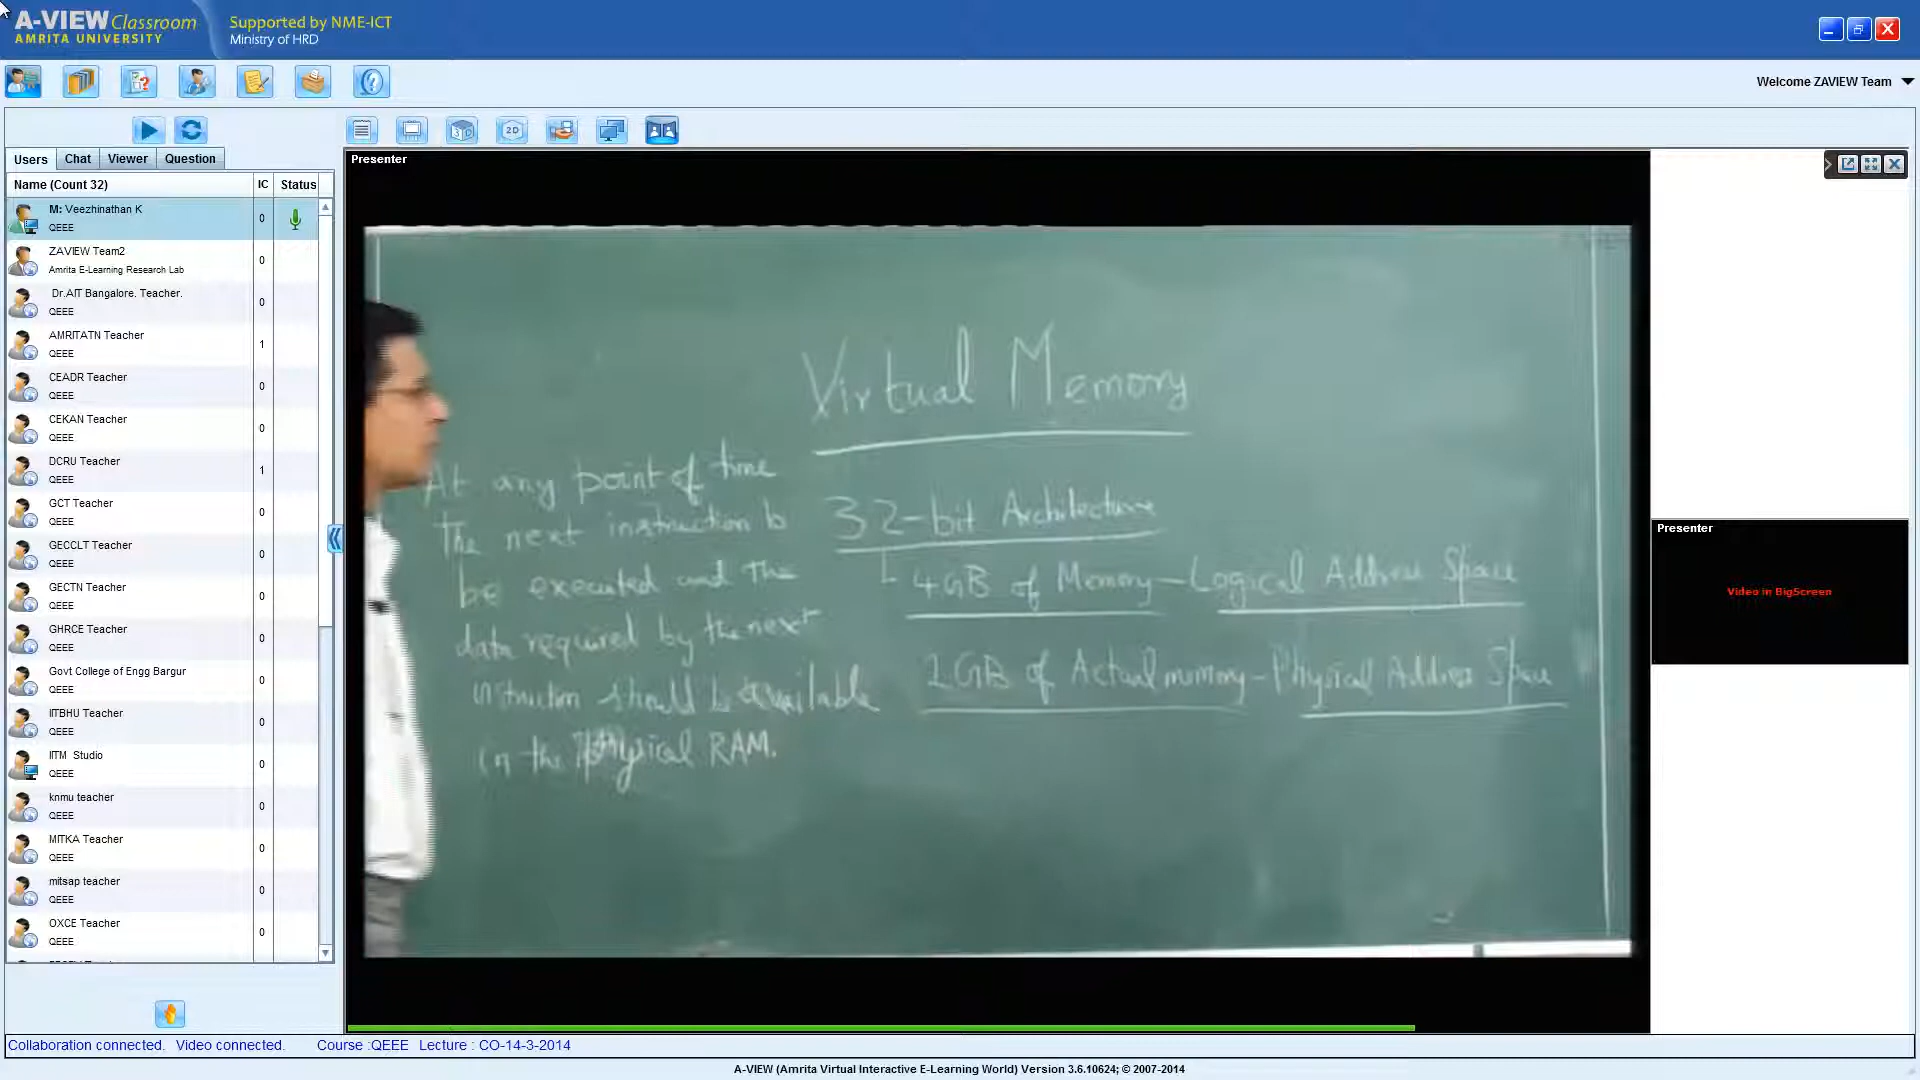 A-VIEW Classroom
AMRITA UNIVERSITY
Supported by NME-ICT
Ministry of HRD
Welcome ZAVIEW Team
3D
2D
Users
Chat
Viewer
Question
Name (Count 32)
IC
Status
M: Veezhinathan K
QEEE
0
ZAVIEW Team2
Amrita E-Learning Research Lab
0
Dr.AIT Bangalore. Teacher.
QEEE
0
AMRITATN Teacher
QEEE
1
CEADR Teacher
QEEE
0
CEKAN Teacher
QEEE
0
DCRU Teacher
QEEE
1
GCT Teacher
QEEE
0
GECCLT Teacher
QEEE
0
GECTN Teacher
QEEE
0
GHRCE Teacher
QEEE
0
Govt College of Engg Bargur
QEEE
0
IITBHU Teacher
QEEE
0
IITM Studio
QEEE
0
knmu teacher
QEEE
0
MITKA Teacher
QEEE
0
mitsap teacher
QEEE
0
OXCE Teacher
QEEE
0
Presenter
Virtual Memory
At any point of time
The next instruction to
be executed and the
data required by the next
instruction should be available
in the Physical RAM.
32-bit Architecture
4GB of Memory - Logical Address Space
1GB of Actual memory - Physical Address Space
Presenter
Video in BigScreen
Collaboration connected. Video connected. Course :QEEE Lecture : CO-14-3-2014
A-VIEW (Amrita Virtual Interactive E-Learning World) Version 3.6.10624; © 2007-2014